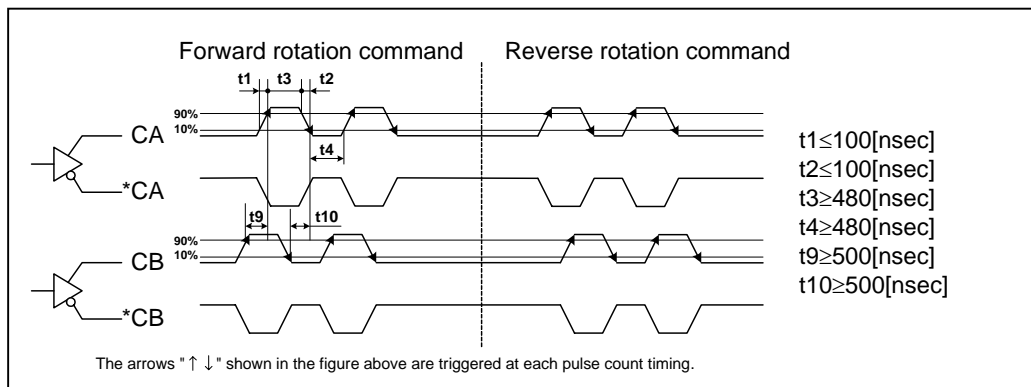 Forward rotation command
Reverse rotation command
t1 t3 t2
90%
10%
CA
t4
*CA
t9 t10
90%
10%
CB
*CB
t1≤100[nsec]
t2≤100[nsec]
t3≥480[nsec]
t4≥480[nsec]
t9≥500[nsec]
t10≥500[nsec]
The arrows "↑ ↓" shown in the figure above are triggered at each pulse count timing.